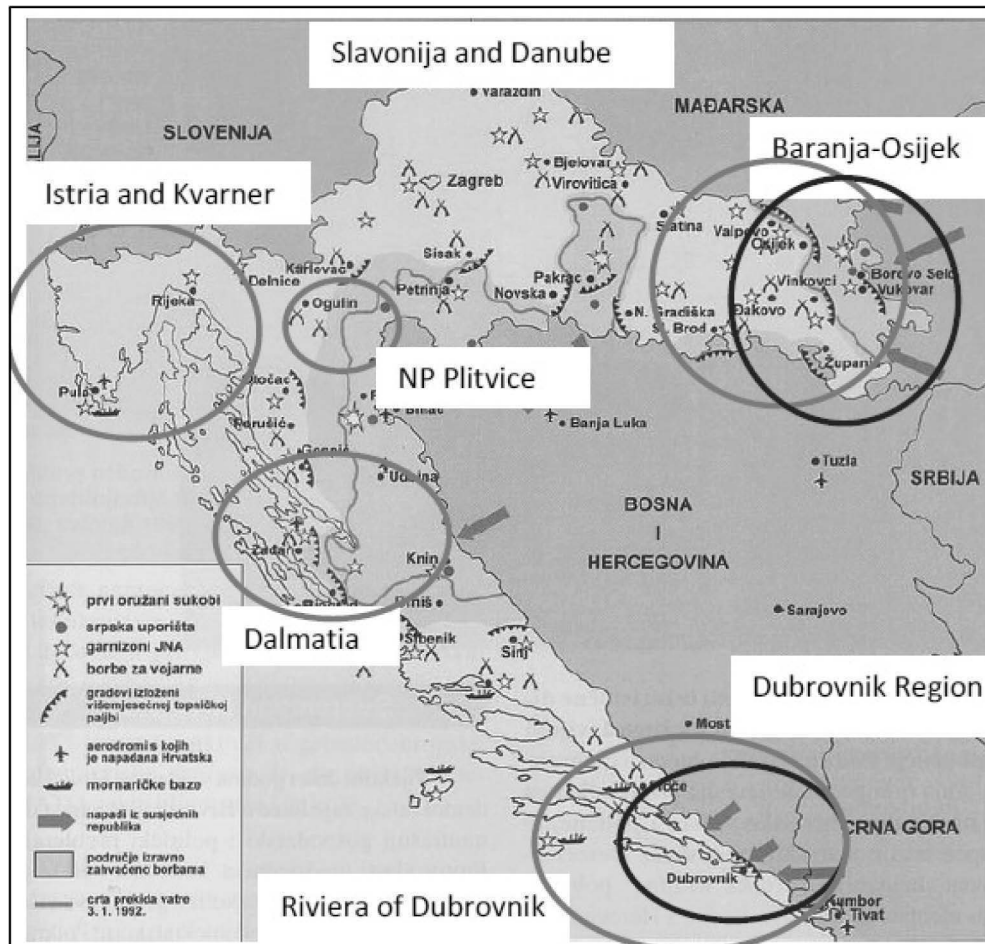 Slavonija and Danube
Varaždin
MAĐARSKA
SLOVENIJA
Baranja-Osijek
Bjelovar
Zagreb
Virovitica
Istria and Kvarner
Slatina
Valpovo
Osijek
Sisak
Karlovac
Delnice
Pakrac
Borovo Selo
Vinkovci
Vukovar
Rijeka
Petrinja
Ogulin
Novska
N. Gradiška
Đakovo
Sl. Brod
NP Plitvice
Županja
Otočac
Pula
Perušić
Banja Luka
Gospić
Udbina
Tuzla
SRBIJA
BOSNA
I
HERCEGOVINA
Zadar
Knin
Sarajevo
Dalmatia
Šibenik
Sinj
Dubrovnik Region
Most
Ploče
CRNA GORA
Dubrovnik
Kumbor
Tivat
Riviera of Dubrovnik
prvi oružani sukobi
srpska uporišta
garnizoni JNA
borbe za vojarne
gradovi izloženi
višemjesečnoj topničkoj
paljbi
aerodromi s kojih
je napadana Hrvatska
mornaričke baze
napadi iz susjednih
republika
područje izravno
zahvaćeno borbama
crta prekida vatre
3. 1. 1992.